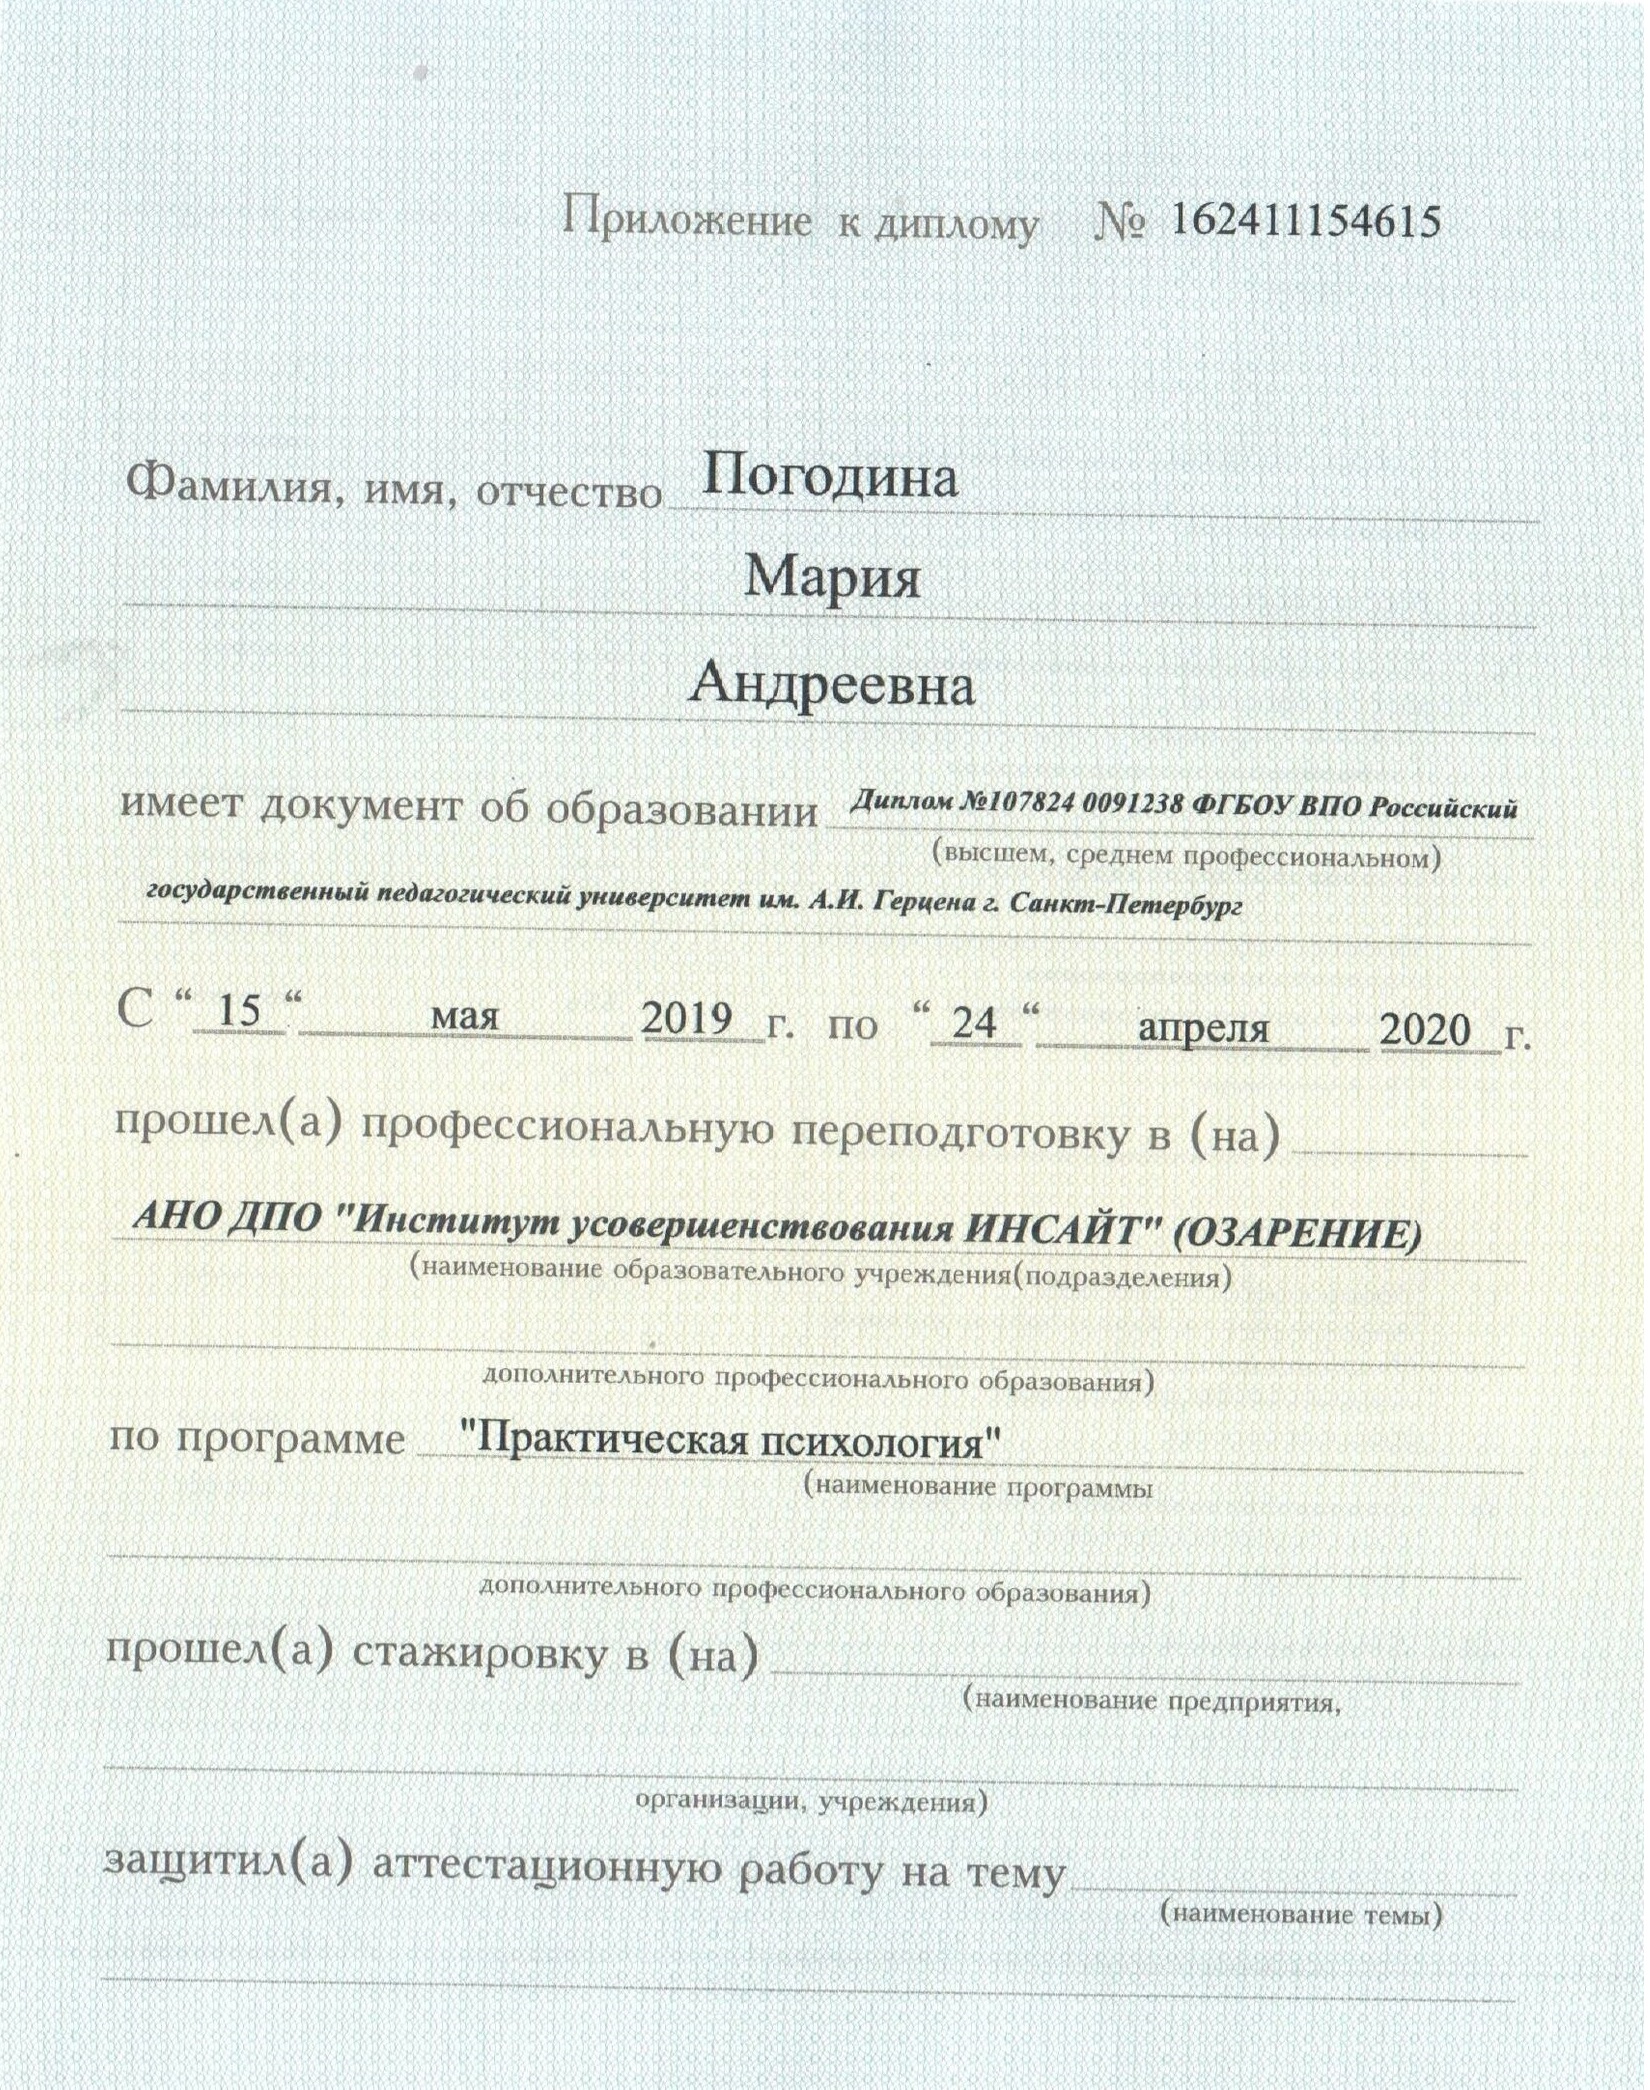 Приложение к диплому № 162411154615
Фамилия, имя, отчество Погодина
Мария
Андреевна
имеет документ об образовании Диплом №107824 0091238 ФГБОУ ВПО Российский
(высшем, среднем профессиональном)
государственный педагогический университет им. А.И. Герцена г. Санкт-Петербург
С “ 15 “ мая 2019 г. по “ 24 “ апреля 2020 г.
прошел(а) профессиональную переподготовку в (на)
АНО ДПО "Институт усовершенствования ИНСАЙТ" (ОЗАРЕНИЕ)
(наименование образовательного учреждения(подразделения)
дополнительного профессионального образования)
по программе "Практическая психология"
(наименование программы
дополнительного профессионального образования)
прошел(а) стажировку в (на)
(наименование предприятия,
организации, учреждения)
защитил(а) аттестационную работу на тему
(наименование темы)